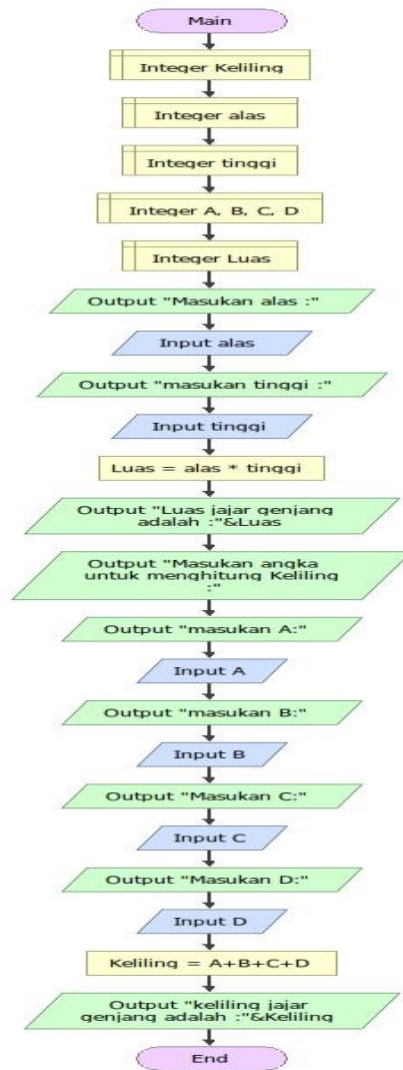 Main
Integer Keliling
Integer alas
Integer tinggi
Integer A, B, C, D
Integer Luas
Output "Masukan alas :"
Input alas
Output "masukan tinggi :"
Input tinggi
Luas = alas * tinggi
Output "Luas jajar genjang
adalah :"&Luas
Output "Masukan angka
untuk menghitung Keliling
:"
Output "masukan A:"
Input A
Output "masukan B:"
Input B
Output "Masukan C:"
Input C
Output "Masukan D:"
Input D
Keliling = A+B+C+D
Output "keliling jajar
genjang adalah :"&Keliling
End